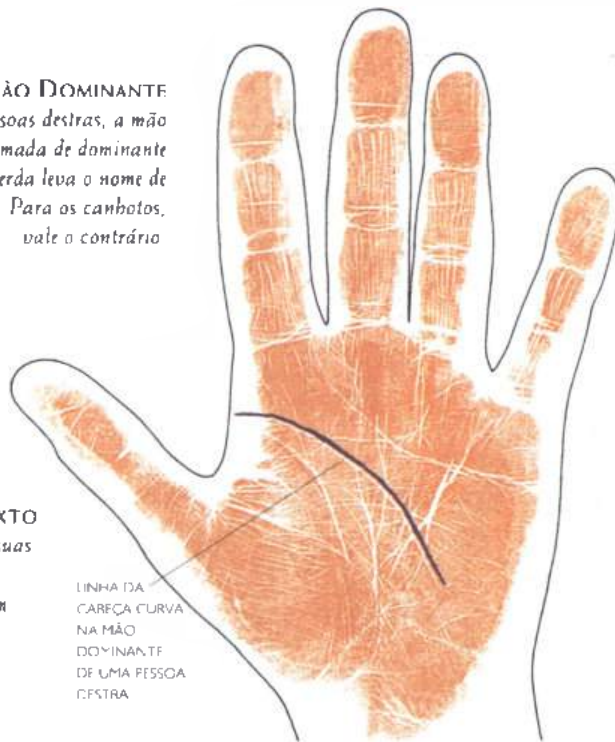 ÃO DOMINANTE
soas destras, a mão
mada de dominante
erda leva o nome de
Para os canhotos,
vale o contrário
XTO
uas
m
LINHA DA
CABEÇA CURVA
NA MÃO
DOMINANTE
DE UMA PESSOA
DESTRA